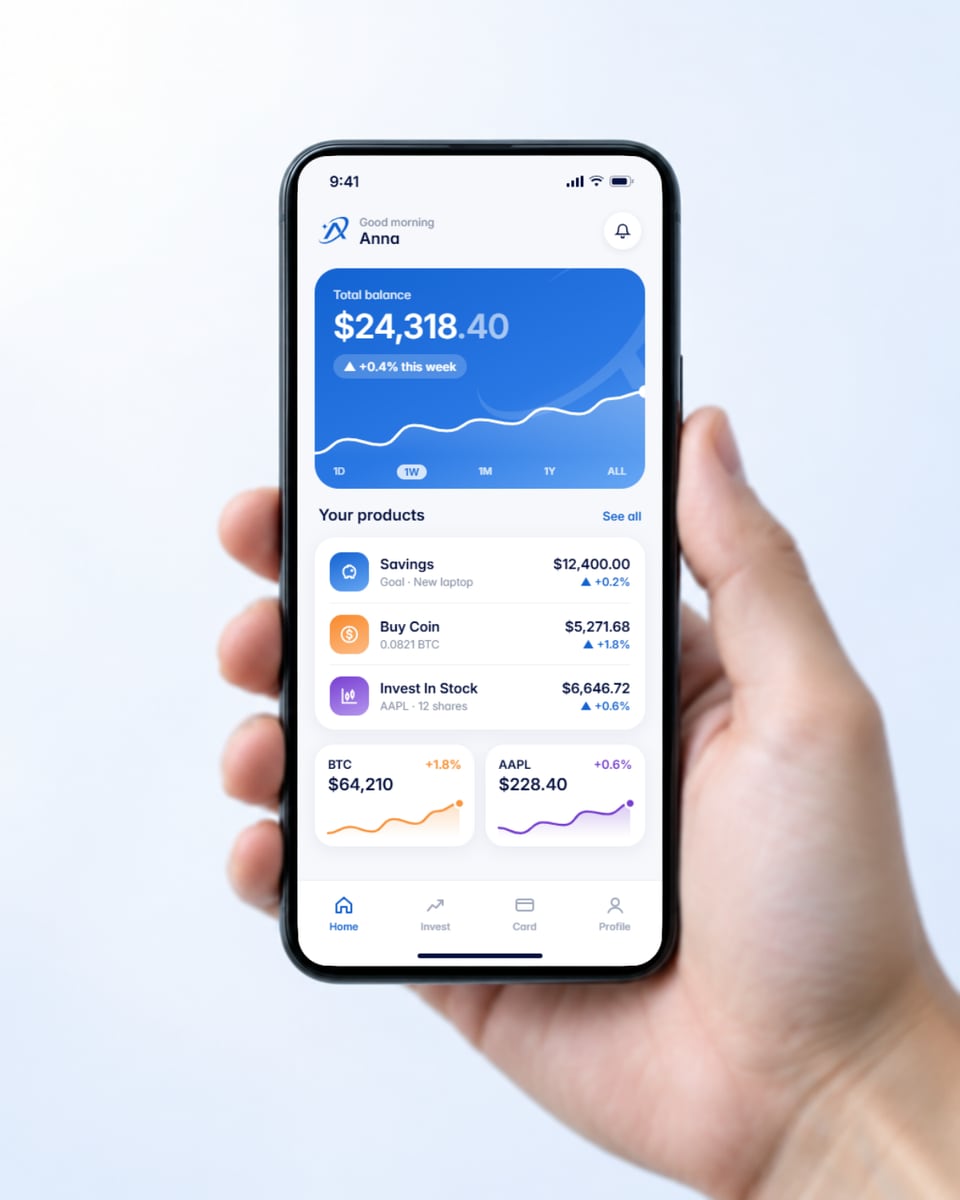 9:41
Good morning
Anna
Total balance
$24,318.40
▲ +0.4% this week
1D 1W 1M 1Y ALL
Your products See all
Savings $12,400.00
Goal · New laptop ▲ +0.2%
Buy Coin $5,271.68
0.0821 BTC ▲ +1.8%
Invest In Stock $6,646.72
AAPL · 12 shares ▲ +0.6%
BTC +1.8%
$64,210
AAPL +0.6%
$228.40
Home Invest Card Profile